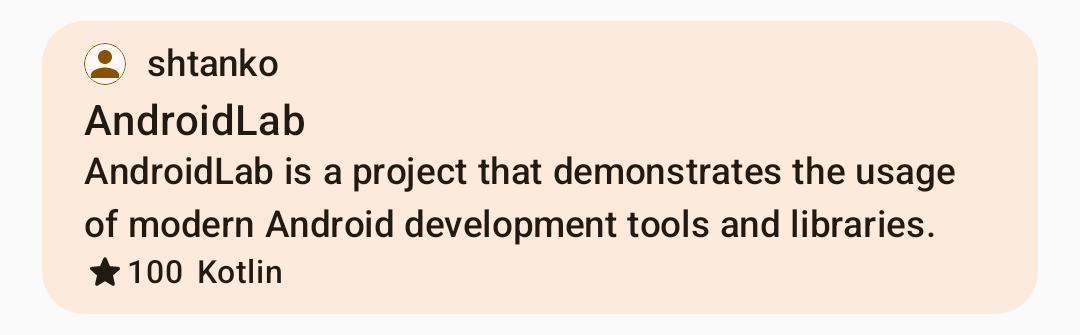 shtanko
AndroidLab
AndroidLab is a project that demonstrates the usage
of modern Android development tools and libraries.
100 Kotlin